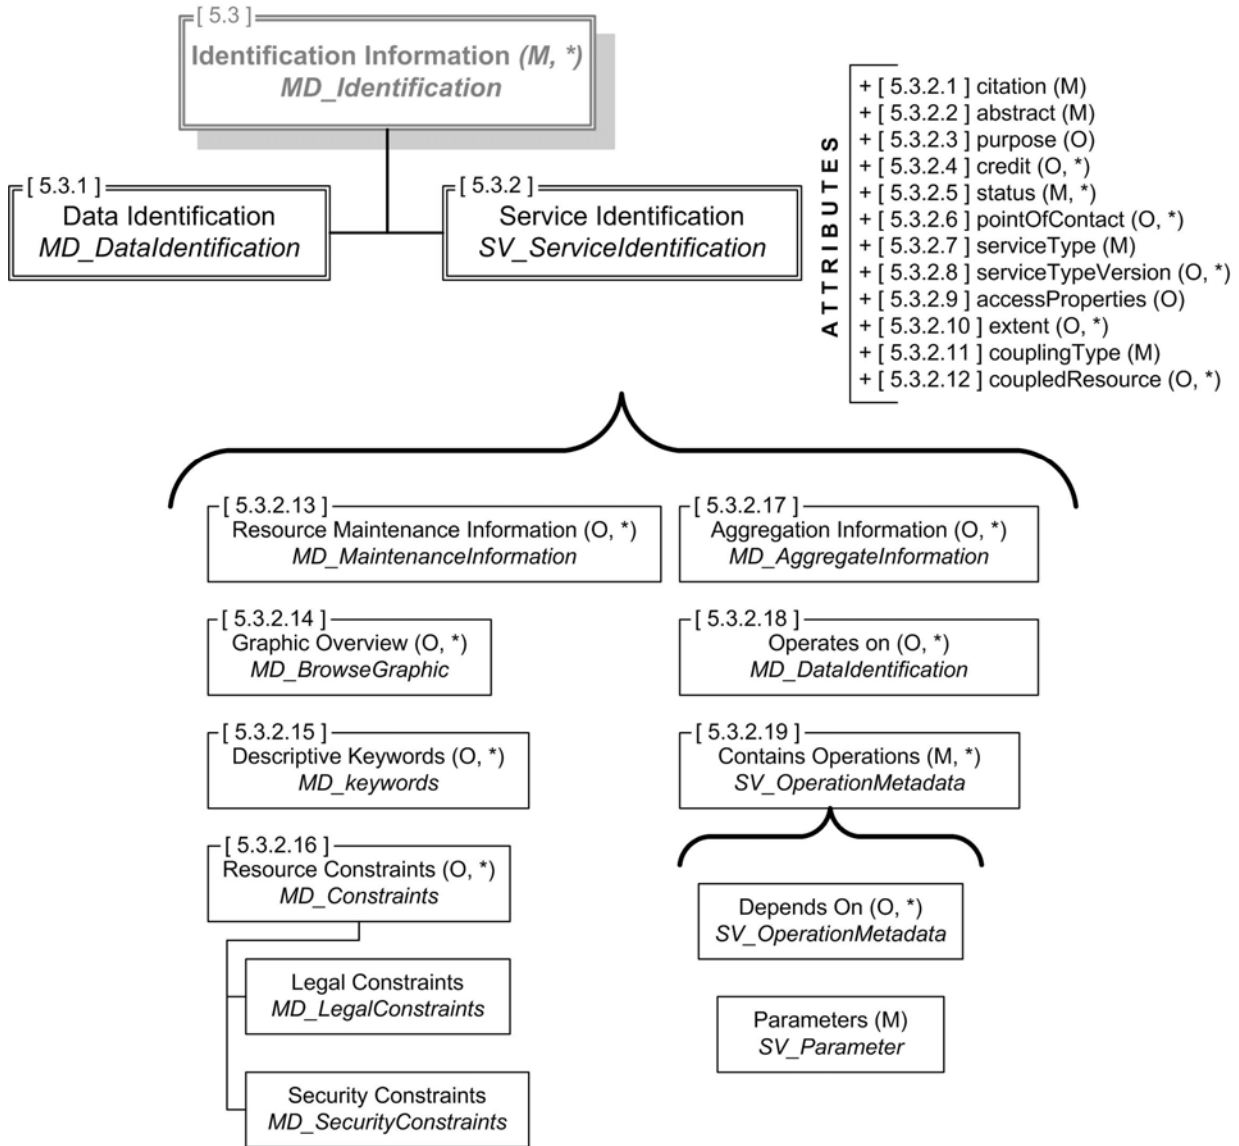 [ 5.3 ]
Identification Information (M, *)
MD_Identification
[ 5.3.1 ]
Data Identification
MD_DataIdentification
[ 5.3.2 ]
Service Identification
SV_ServiceIdentification
ATTRIBUTES
+ [ 5.3.2.1 ] citation (M)
+ [ 5.3.2.2 ] abstract (M)
+ [ 5.3.2.3 ] purpose (O)
+ [ 5.3.2.4 ] credit (O, *)
+ [ 5.3.2.5 ] status (M, *)
+ [ 5.3.2.6 ] pointOfContact (O, *)
+ [ 5.3.2.7 ] serviceType (M)
+ [ 5.3.2.8 ] serviceTypeVersion (O, *)
+ [ 5.3.2.9 ] accessProperties (O)
+ [ 5.3.2.10 ] extent (O, *)
+ [ 5.3.2.11 ] couplingType (M)
+ [ 5.3.2.12 ] coupledResource (O, *)
[ 5.3.2.13 ]
Resource Maintenance Information (O, *)
MD_MaintenanceInformation
[ 5.3.2.14 ]
Graphic Overview (O, *)
MD_BrowseGraphic
[ 5.3.2.15 ]
Descriptive Keywords (O, *)
MD_keywords
[ 5.3.2.16 ]
Resource Constraints (O, *)
MD_Constraints
Legal Constraints
MD_LegalConstraints
Security Constraints
MD_SecurityConstraints
[ 5.3.2.17 ]
Aggregation Information (O, *)
MD_AggregateInformation
[ 5.3.2.18 ]
Operates on (O, *)
MD_DataIdentification
[ 5.3.2.19 ]
Contains Operations (M, *)
SV_OperationMetadata
Depends On (O, *)
SV_OperationMetadata
Parameters (M)
SV_Parameter